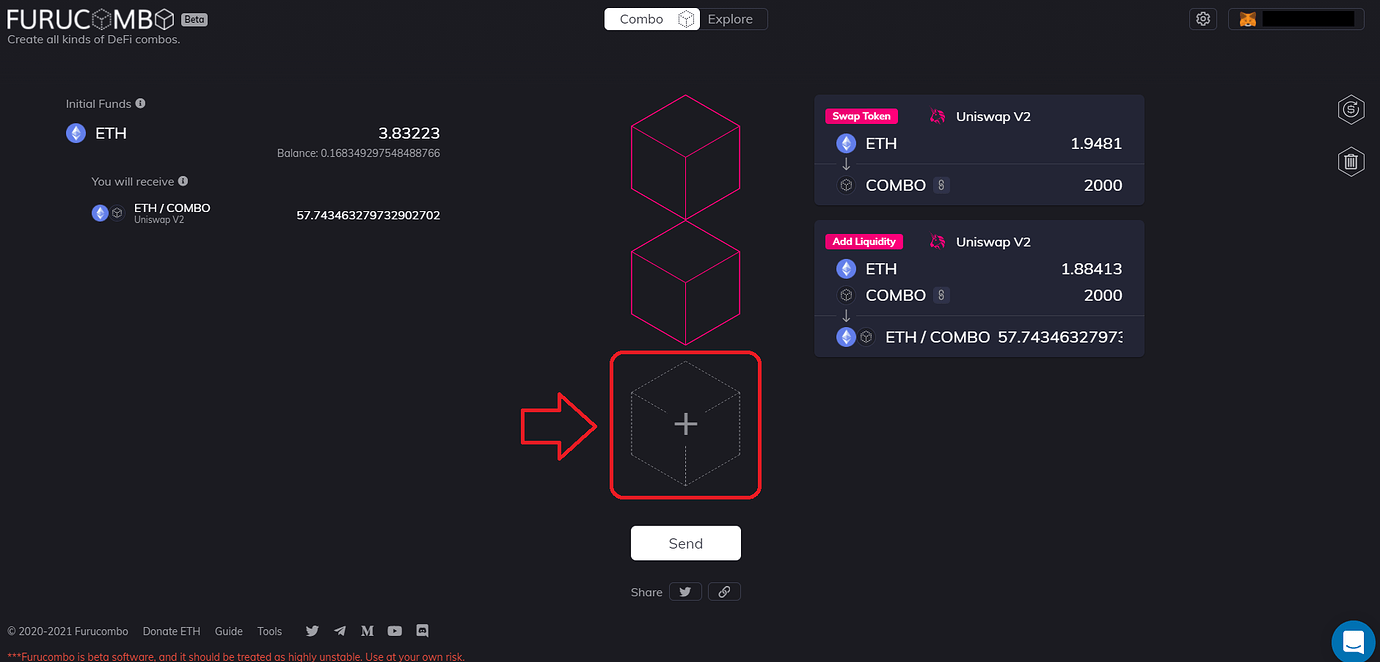 FURUCOMBO Beta
Create all kinds of DeFi combos.
Combo Explore
Initial Funds
ETH 3.83223
Balance: 0.168349297548488766
You will receive
ETH / COMBO 57.743463279732902702
Uniswap V2
Swap Token Uniswap V2
ETH 1.9481
COMBO 2000
Add Liquidity Uniswap V2
ETH 1.88413
COMBO 2000
ETH / COMBO 57.74346327973
Send
Share
© 2020-2021 Furucombo Donate ETH Guide Tools
***Furucombo is beta software, and it should be treated as highly unstable. Use at your own risk.